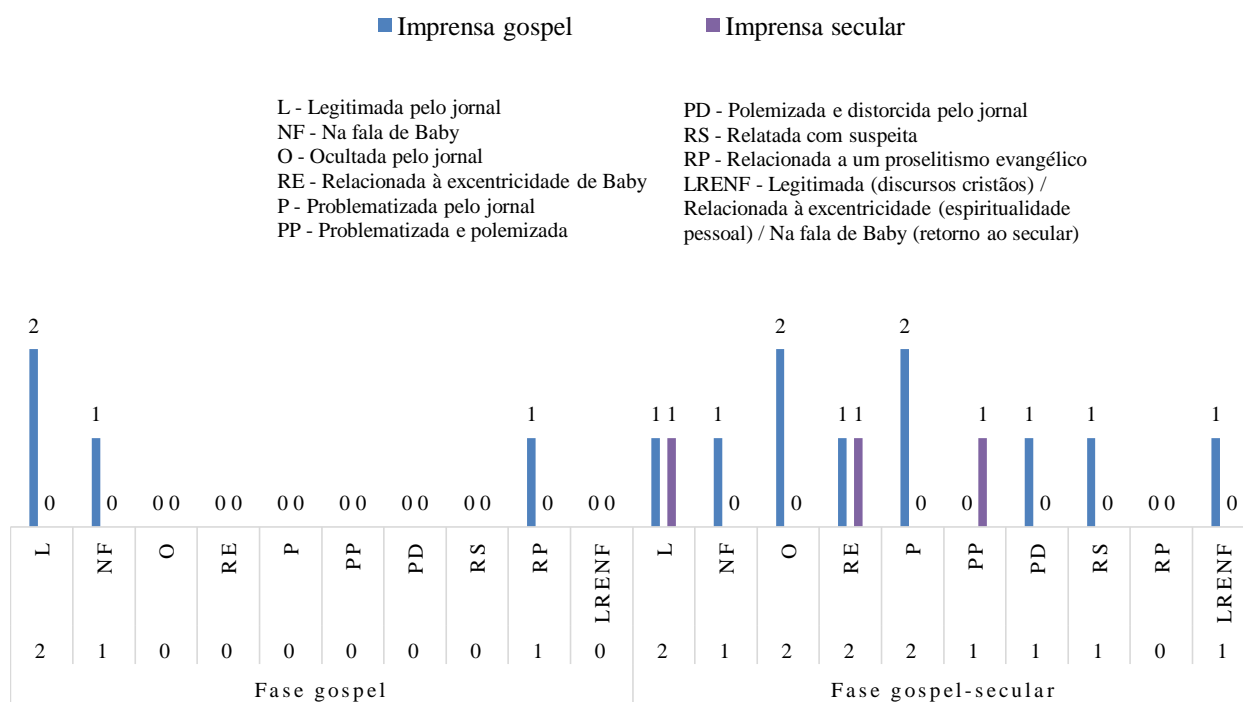 Imprensa gospel Imprensa secular
L - Legitimada pelo jornal
NF - Na fala de Baby
O - Ocultada pelo jornal
RE - Relacionada à excentricidade de Baby
P - Problematizada pelo jornal
PP - Problematizada e polemizada
PD - Polemizada e distorcida pelo jornal
RS - Relatada com suspeita
RP - Relacionada a um proselitismo evangélico
LRENF - Legitimada (discursos cristãos) /
Relacionada à excentricidade (espiritualidade
pessoal) / Na fala de Baby (retorno ao secular)
2 2 2
1 1 1 1 1 1 1 1 1 1 1
0 0 0 0 0 0 0 0 0 0 0 0 0 0 0 0 0 0 0 0 0 0 0 0 0 0
L NF O RE P PP PD RS RP LRENF L NF O RE P PP PD RS RP LRENF
2 1 0 0 0 0 0 0 1 0 2 1 2 2 2 1 1 1 0 1
Fase gospel Fase gospel-secular